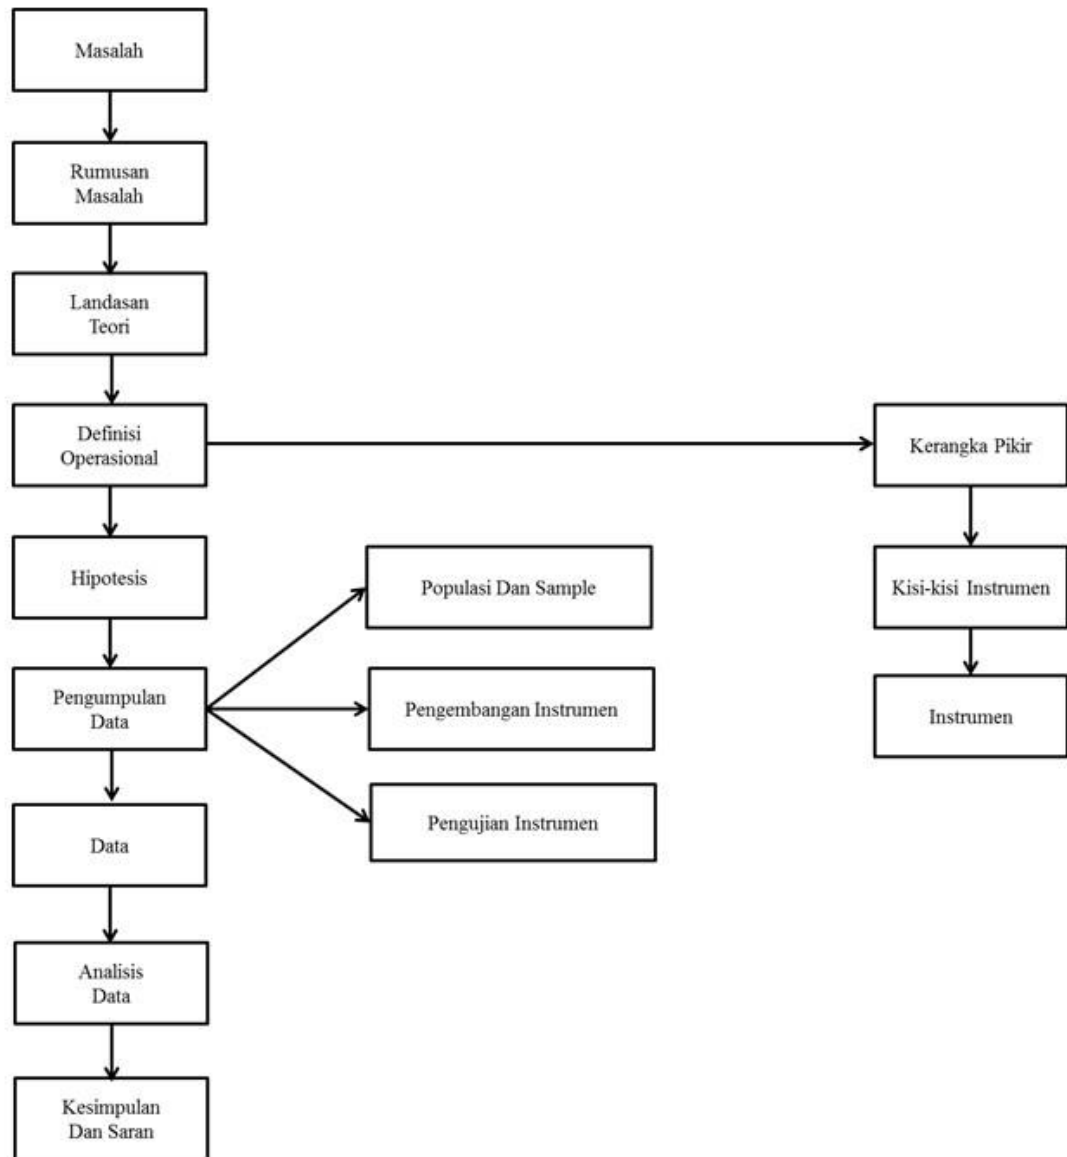 Masalah
Rumusan
Masalah
Landasan
Teori
Definisi
Operasional
Kerangka Pikir
Hipotesis
Populasi Dan Sample
Kisi-kisi Instrumen
Pengumpulan
Data
Pengembangan Instrumen
Instrumen
Data
Pengujian Instrumen
Analisis
Data
Kesimpulan
Dan Saran